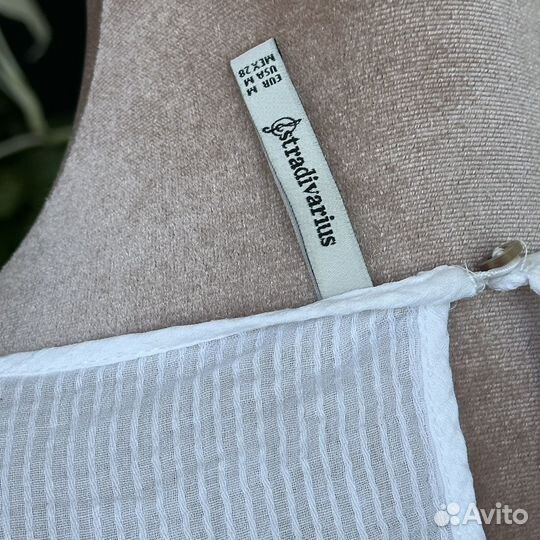 EUR M
USA M
MEX 28
stradivarius
Avito